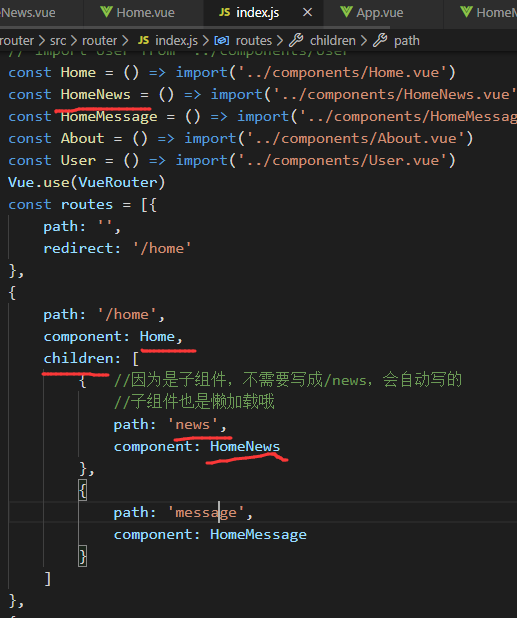 eNews.vue Home.vue JS index.js × App.vue HomeM
router > src > router > JS index.js > routes > children > path
// import User from '../components/User'
const Home = () => import('../components/Home.vue')
const HomeNews = () => import('../components/HomeNews.vue'
const HomeMessage = () => import('../components/HomeMessag
const About = () => import('../components/About.vue')
const User = () => import('../components/User.vue')
Vue.use(VueRouter)
const routes = [{
path: '',
redirect: '/home'
},
{
path: '/home',
component: Home,
children: [
{ //因为是子组件，不需要写成/news，会自动写的
//子组件也是懒加载哦
path: 'news',
component: HomeNews
},
{
path: 'message',
component: HomeMessage
}
]
},